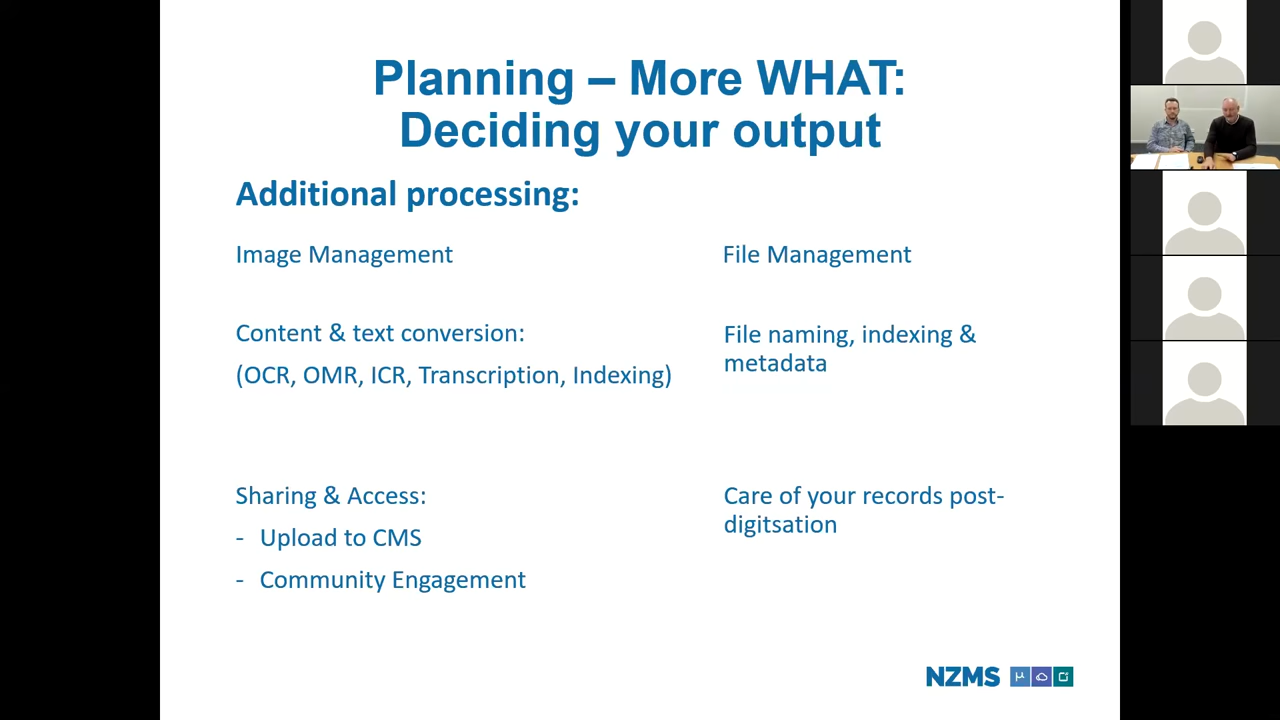 Planning – More WHAT:
Deciding your output
Additional processing:
Image Management
Content & text conversion:
(OCR, OMR, ICR, Transcription, Indexing)
Sharing & Access:
- Upload to CMS
- Community Engagement
File Management
File naming, indexing &
metadata
Care of your records post-
digitsation
NZMS